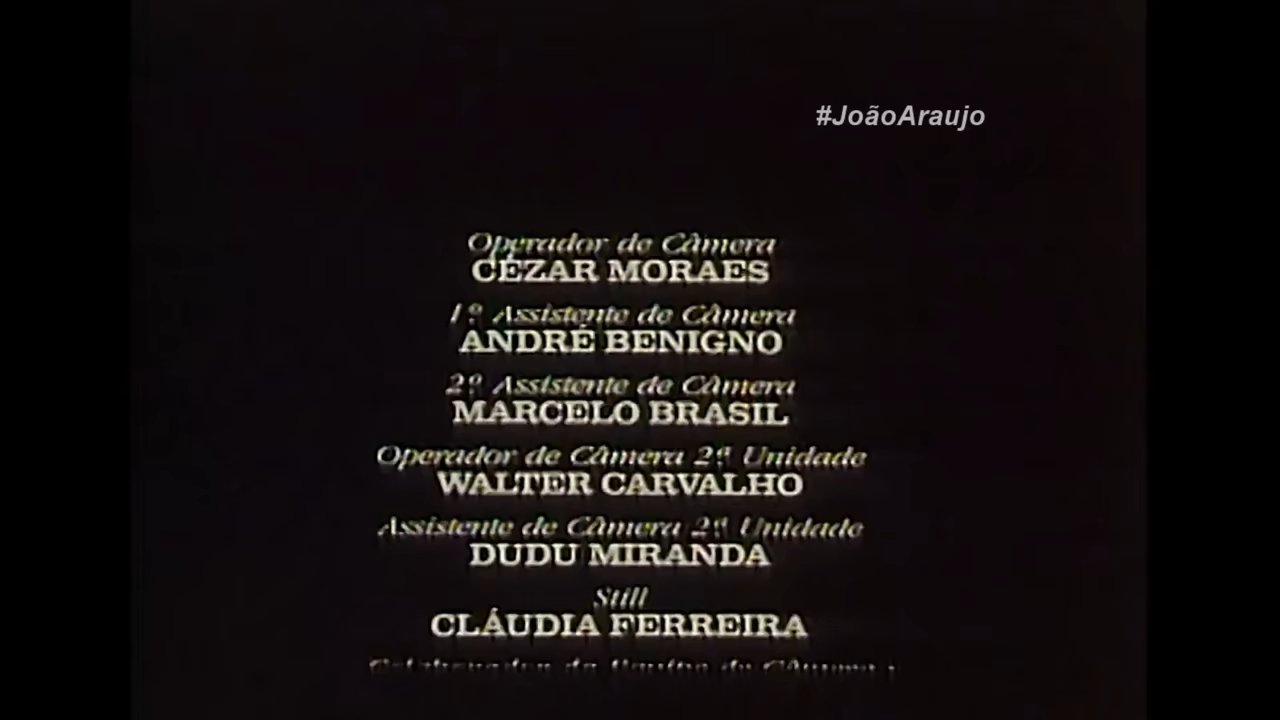 #JoãoAraujo
Operador de Câmera
CÉZAR MORAES
1º Assistente de Câmera
ANDRÉ BENIGNO
2º Assistente de Câmera
MARCELO BRASIL
Operador de Câmera 2ª Unidade
WALTER CARVALHO
Assistente de Câmera 2ª Unidade
DUDU MIRANDA
Still
CLÁUDIA FERREIRA